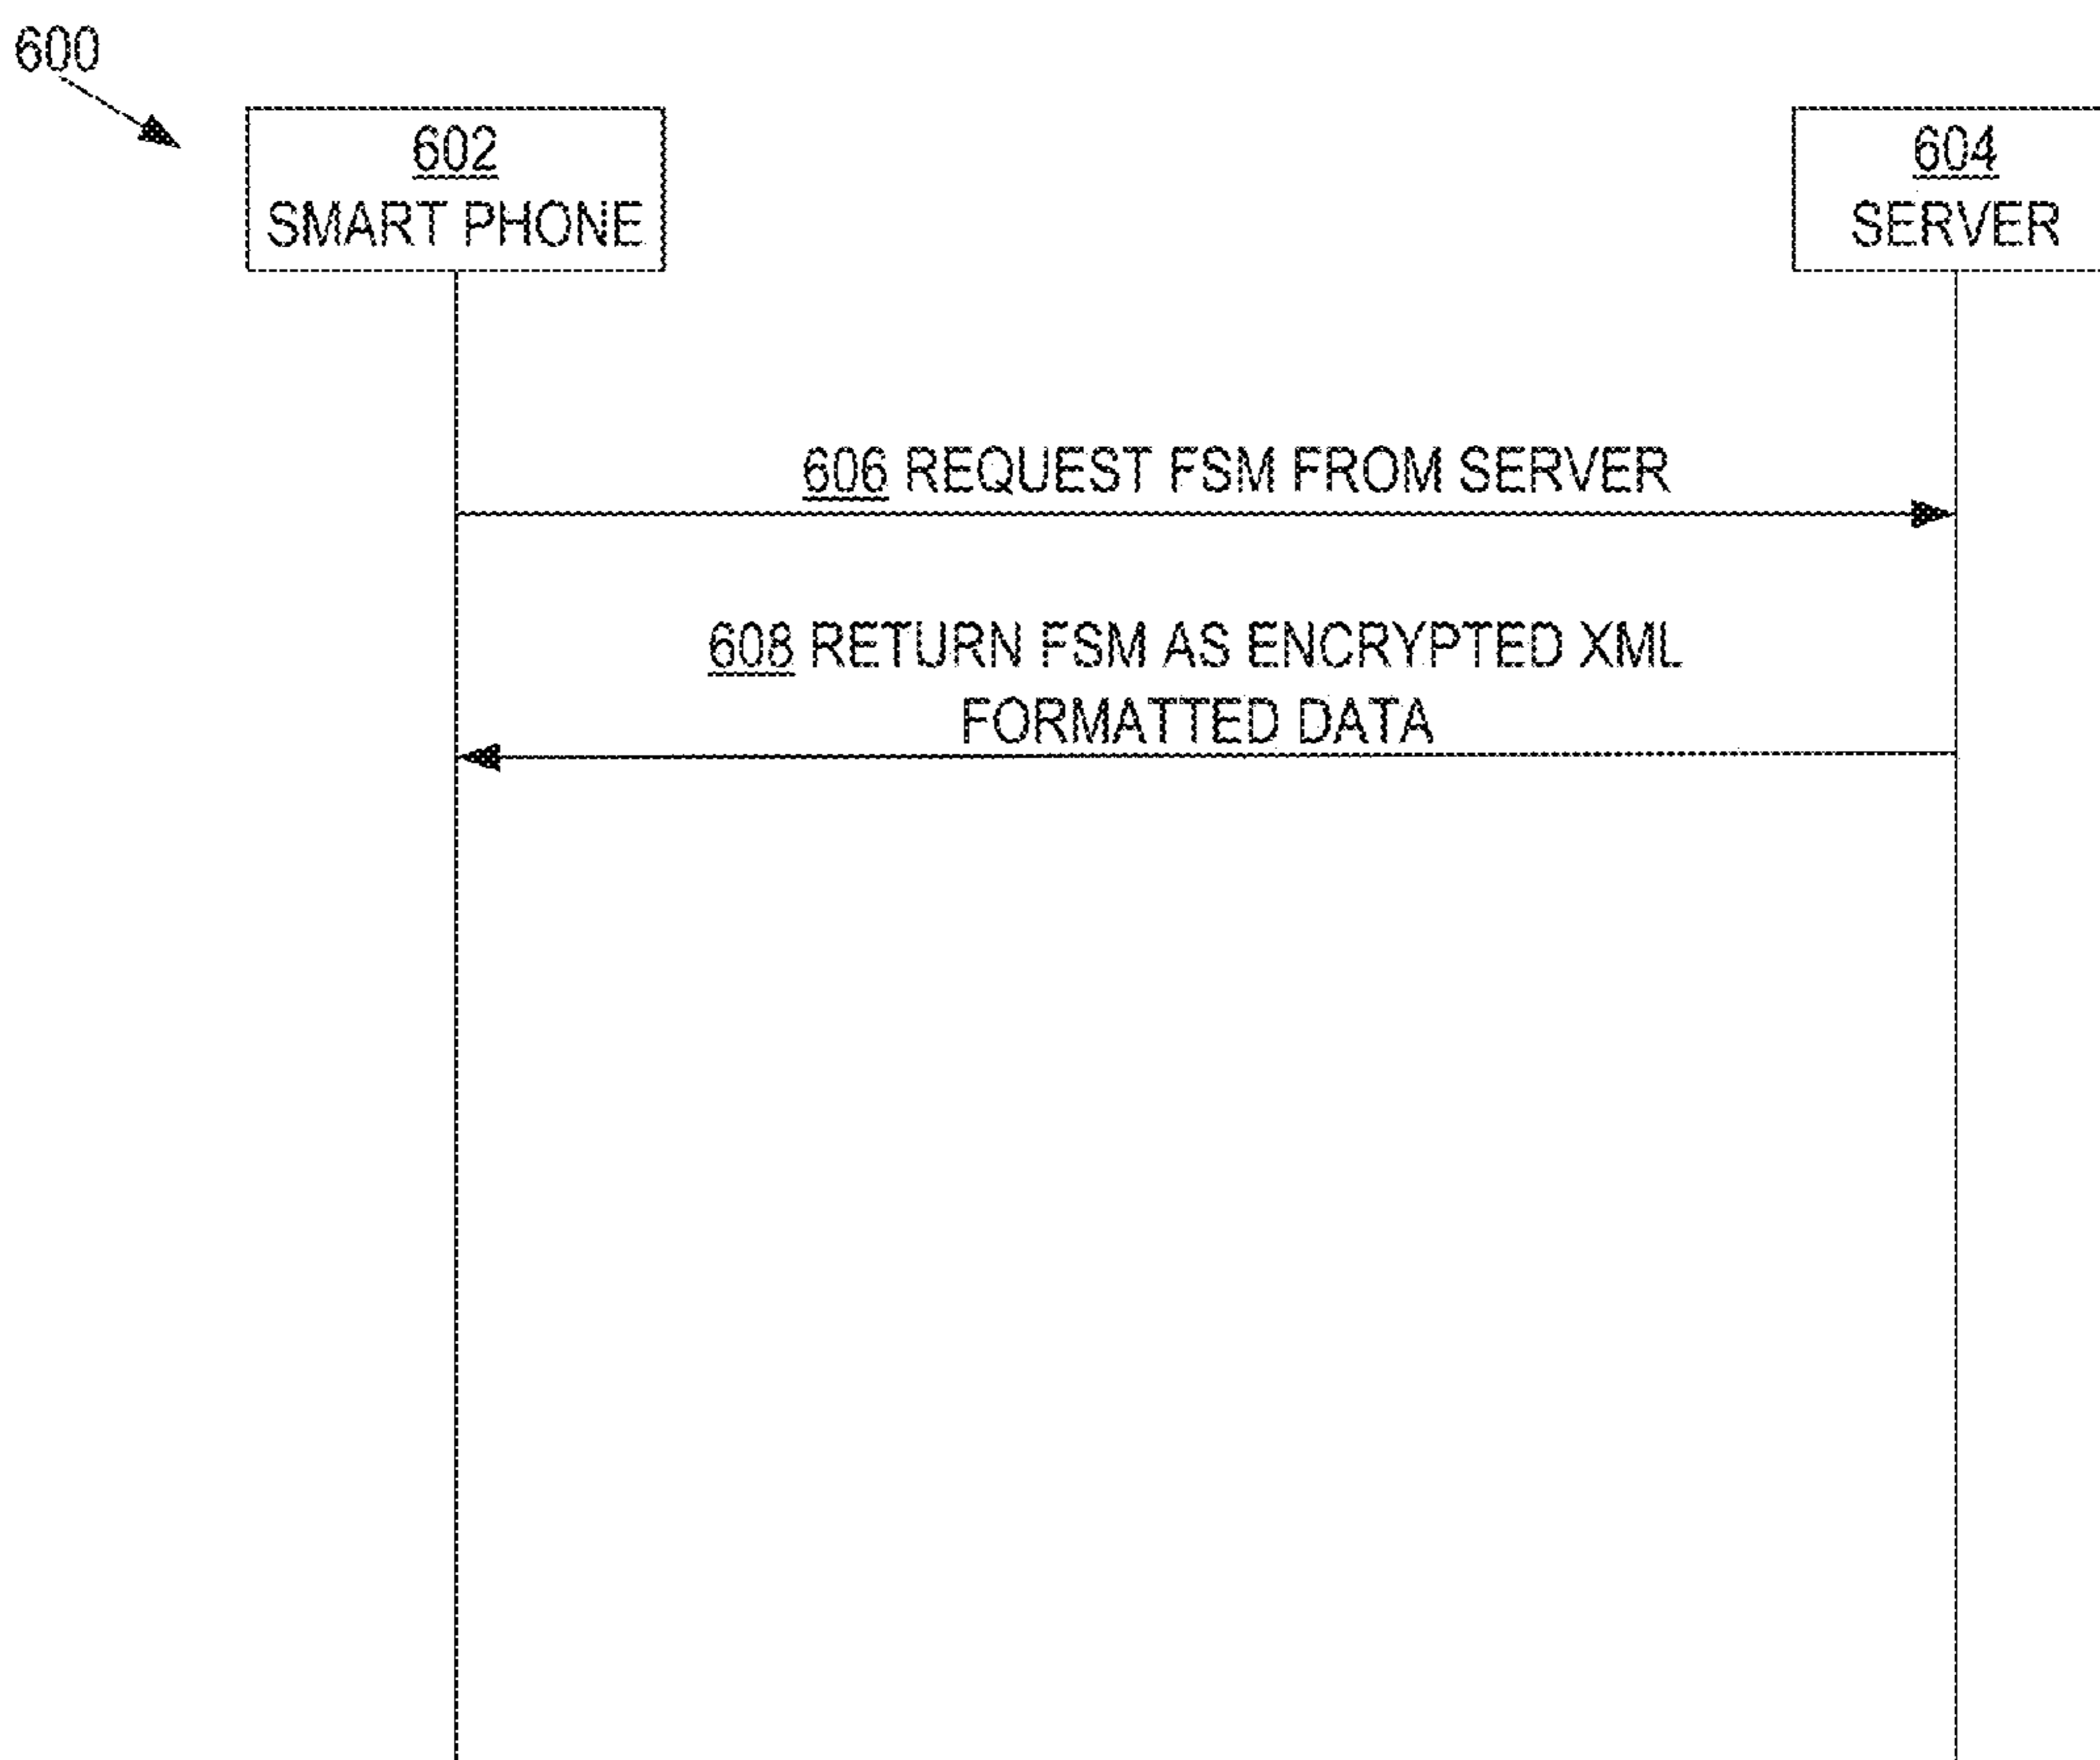 600
602
SMART PHONE
604
SERVER
606 REQUEST FSM FROM SERVER
608 RETURN FSM AS ENCRYPTED XML
FORMATTED DATA